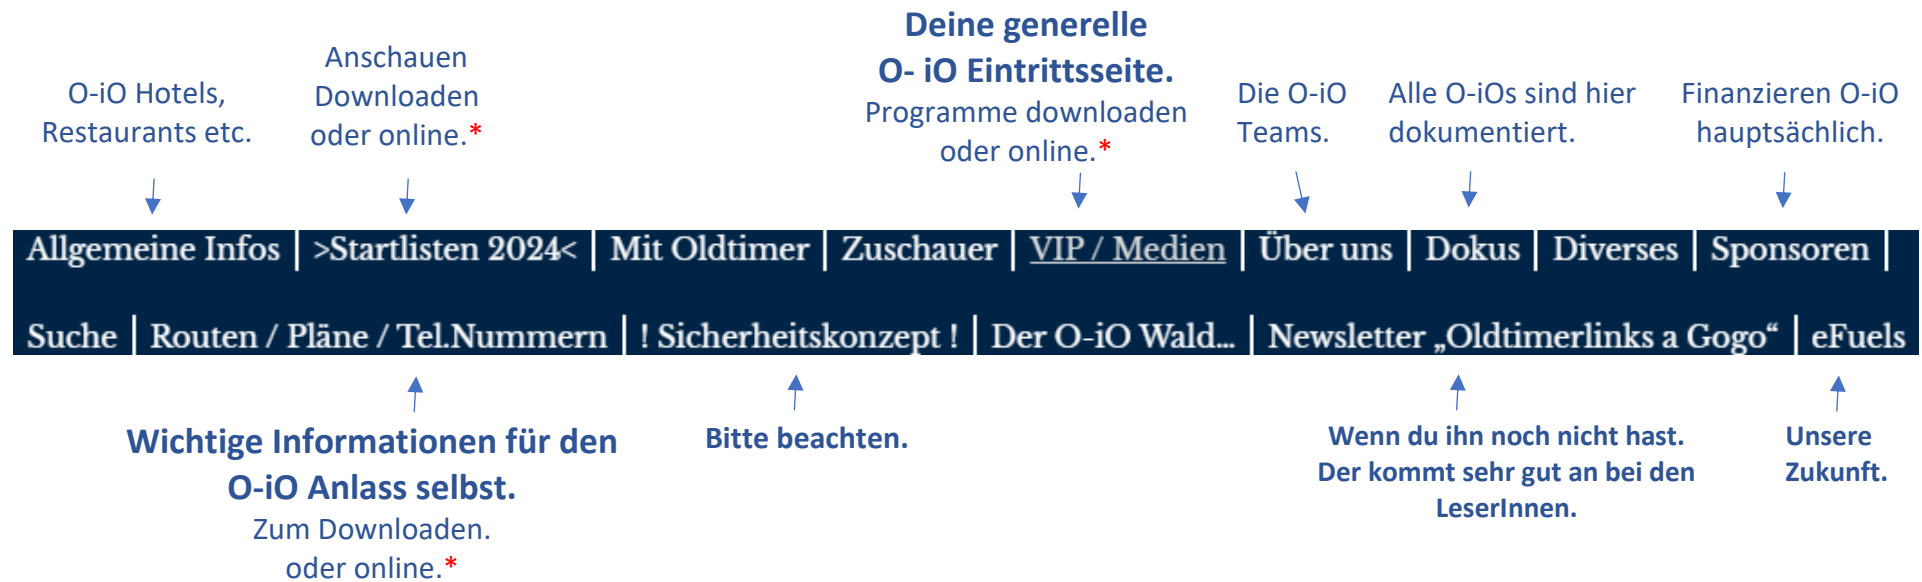 O-iO Hotels,
Restaurants etc.
Anschauen
Downloaden
oder online.*
Deine generelle
O- iO Eintrittsseite.
Programme downloaden
oder online.*
Die O-iO
Teams.
Alle O-iOs sind hier
dokumentiert.
Finanzieren O-iO
hauptsächlich.
Allgemeine Infos | >Startlisten 2024< | Mit Oldtimer | Zuschauer | VIP / Medien | Über uns | Dokus | Diverses | Sponsoren |
Suche | Routen / Pläne / Tel.Nummern | ! Sicherheitskonzept ! | Der O-iO Wald... | Newsletter „Oldtimerlinks a Gogo“ | eFuels
Wichtige Informationen für den
O-iO Anlass selbst.
Zum Downloaden.
oder online.*
Bitte beachten.
Wenn du ihn noch nicht hast.
Der kommt sehr gut an bei den
LeserInnen.
Unsere
Zukunft.